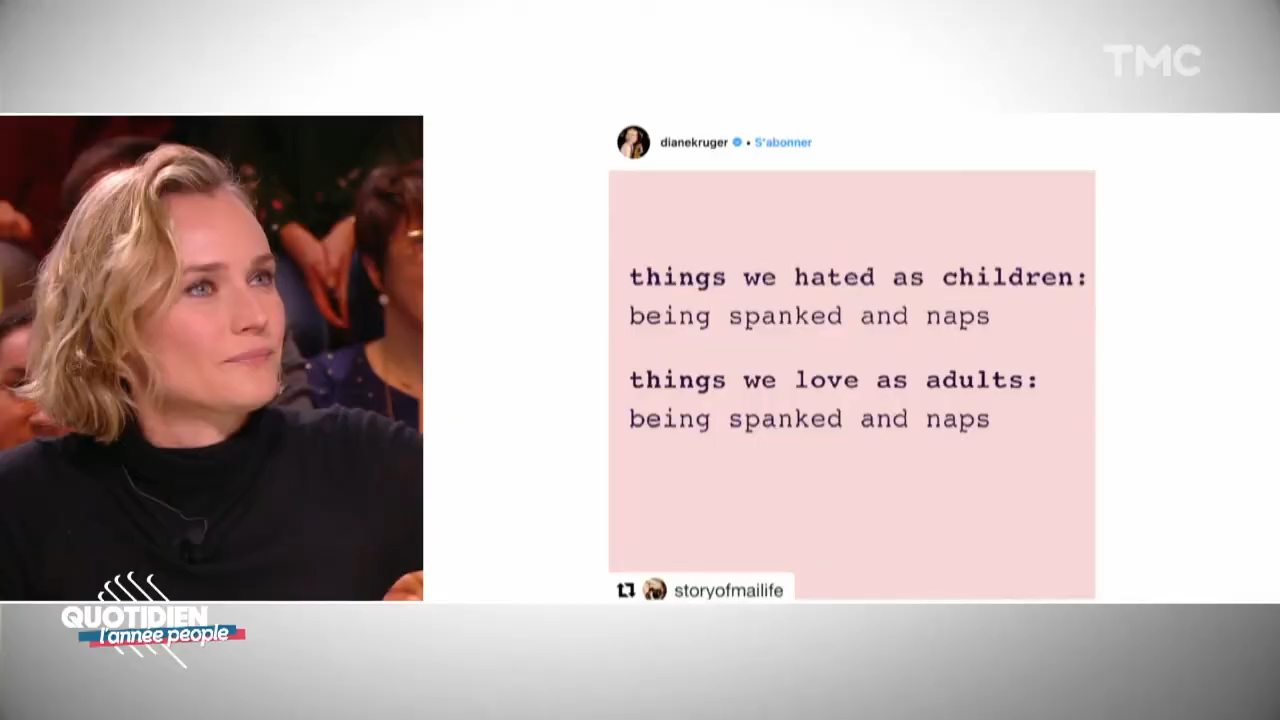 TMC
dianekruger • S'abonner
things we hated as children:
being spanked and naps
things we love as adults:
being spanked and naps
storyofmailife
QUOTIDIEN
l'année people